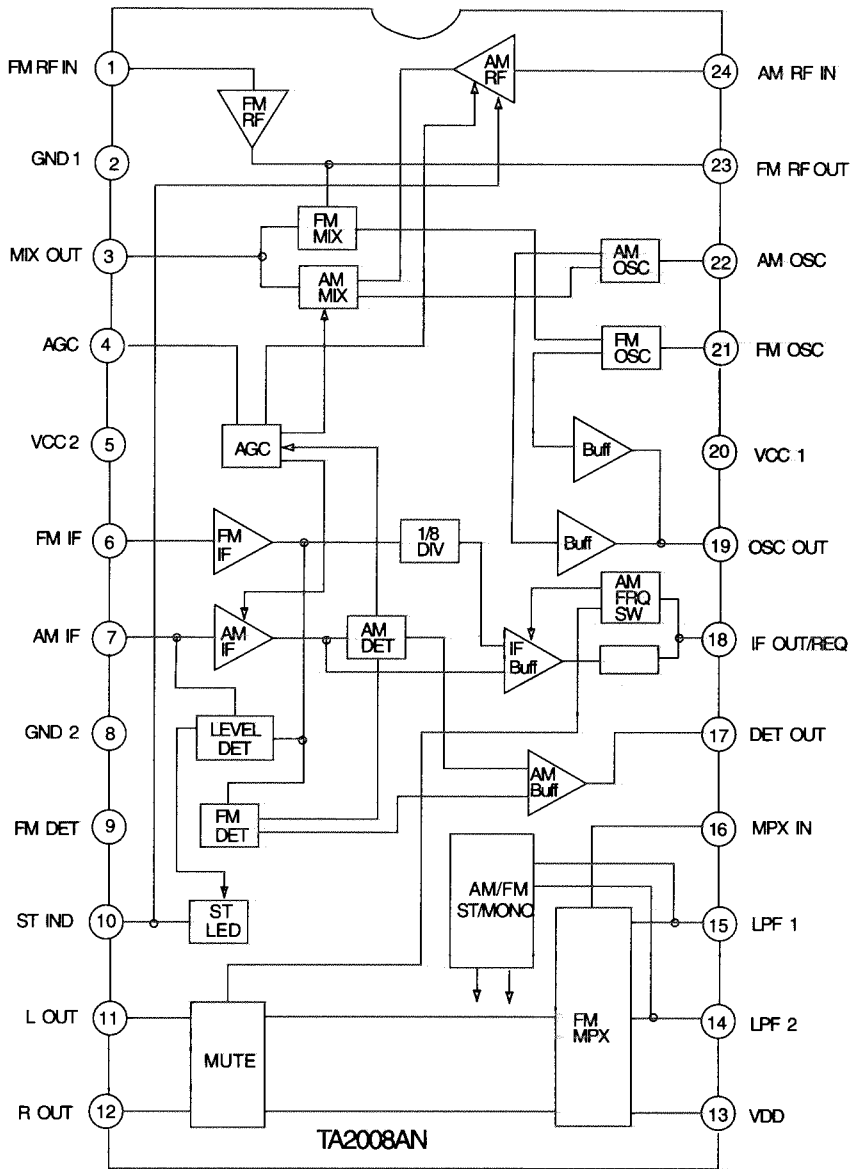 FM RF IN
1
FM
RF
AM
RF
24
AM RF IN
GND 1
2
23
FM RF OUT
MIX OUT
3
FM
MIX
AM
MIX
AM
OSC
22
AM OSC
AGC
4
FM
OSC
21
FM OSC
VCC 2
5
AGC
Buff
20
VCC 1
FM IF
6
FM
IF
1/8
DIV
Buff
19
OSC OUT
AM IF
7
AM
IF
AM
DET
IF
Buff
AM
FRQ
SW
18
IF OUT/REQ
GND 2
8
LEVEL
DET
17
DET OUT
FM DET
9
FM
DET
AM
Buff
16
MPX IN
ST IND
10
ST
LED
AM/FM
ST/MONO
15
LPF 1
L OUT
11
MUTE
FM
MPX
14
LPF 2
R OUT
12
13
VDD
TA2008AN